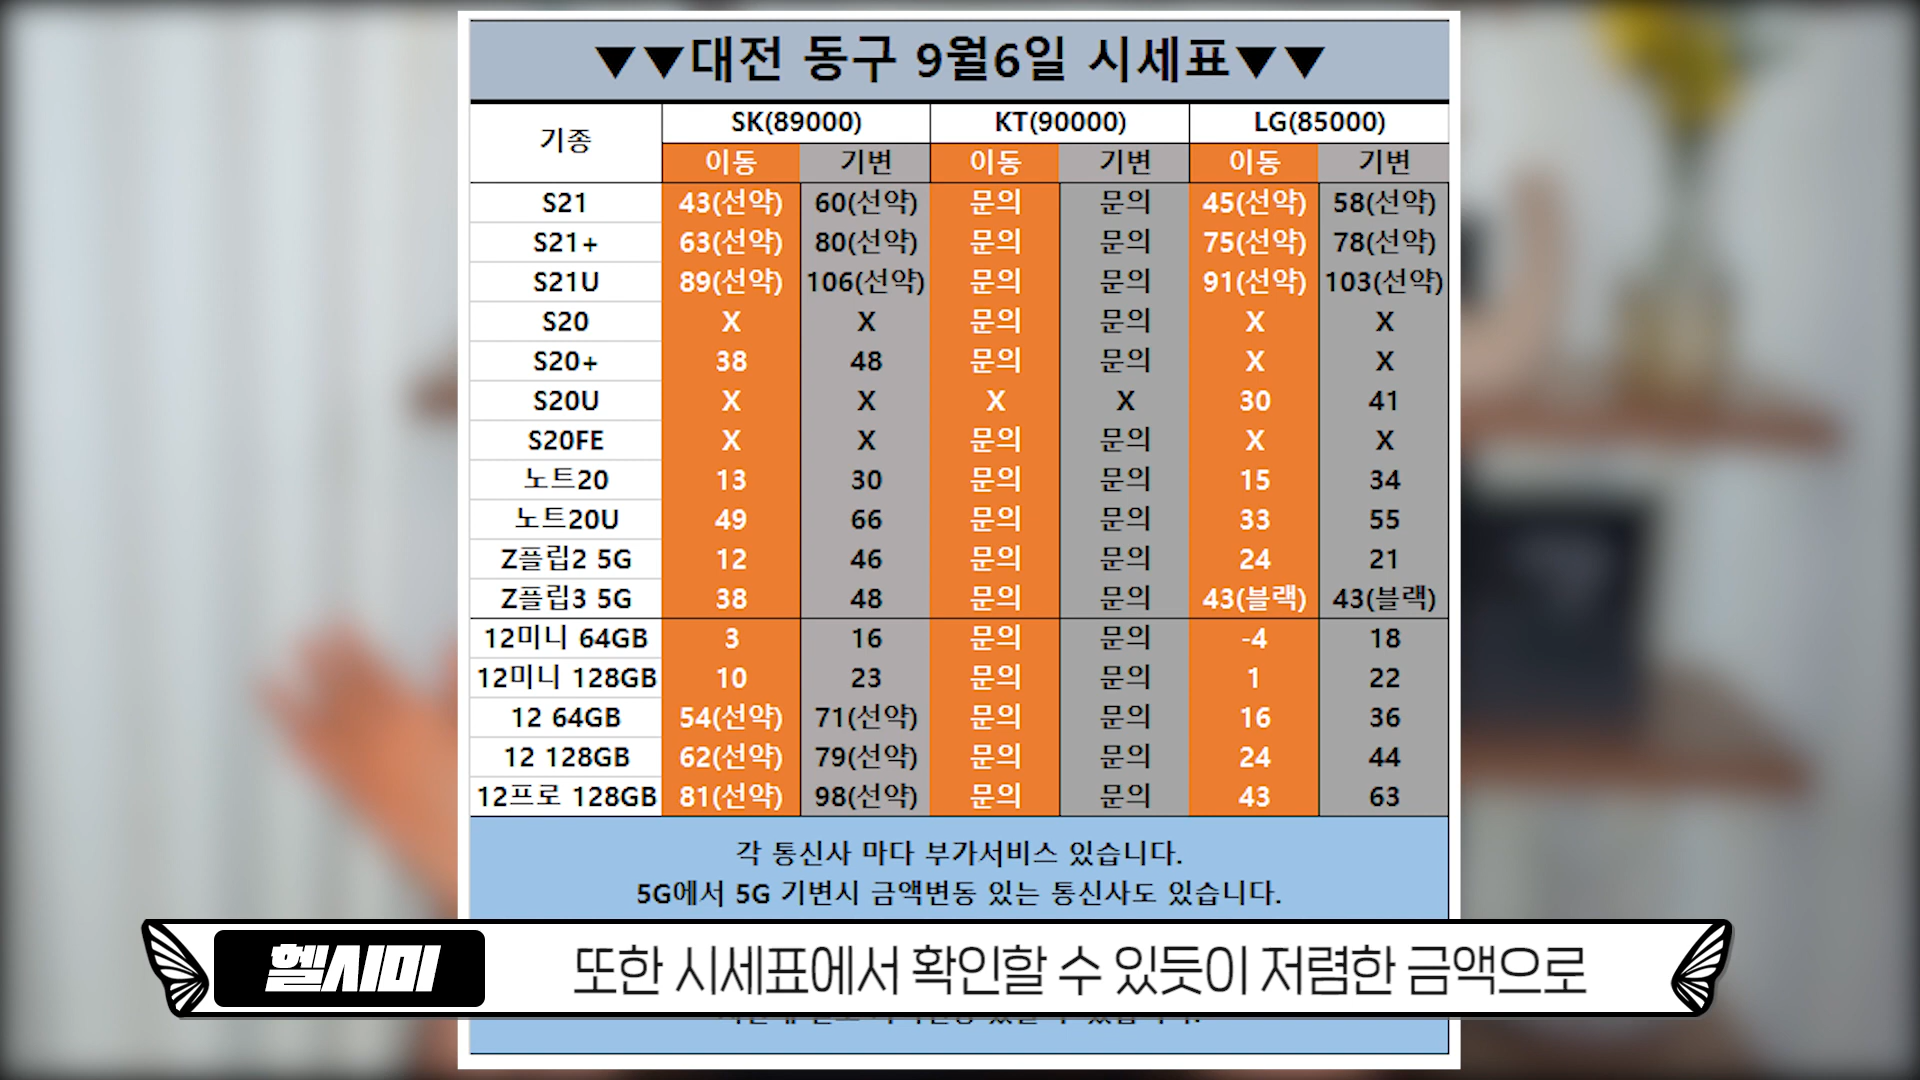 ▼▼대전 동구 9월6일 시세표▼▼
기종 SK(89000) KT(90000) LG(85000)
이동 기변 이동 기변 이동 기변
S21 43(선약) 60(선약) 문의 문의 45(선약) 58(선약)
S21+ 63(선약) 80(선약) 문의 문의 75(선약) 78(선약)
S21U 89(선약) 106(선약) 문의 문의 91(선약) 103(선약)
S20 X X 문의 문의 X X
S20+ 38 48 문의 문의 X X
S20U X X X X 30 41
S20FE X X 문의 문의 X X
노트20 13 30 문의 문의 15 34
노트20U 49 66 문의 문의 33 55
Z플립2 5G 12 46 문의 문의 24 21
Z플립3 5G 38 48 문의 문의 43(블랙) 43(블랙)
12미니 64GB 3 16 문의 문의 -4 18
12미니 128GB 10 23 문의 문의 1 22
12 64GB 54(선약) 71(선약) 문의 문의 16 36
12 128GB 62(선약) 79(선약) 문의 문의 24 44
12프로 128GB 81(선약) 98(선약) 문의 문의 43 63
각 통신사 마다 부가서비스 있습니다.
5G에서 5G 기변시 금액변동 있는 통신사도 있습니다.
헬시미 또한 시세표에서 확인할 수 있듯이 저렴한 금액으로